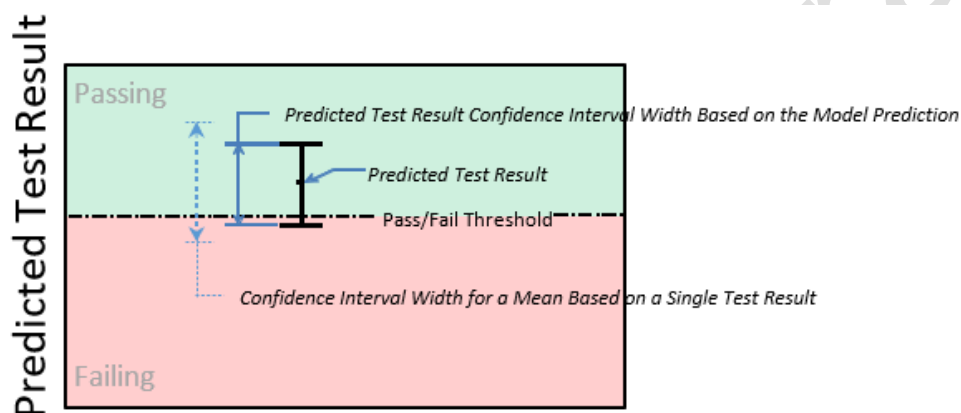 Predicted Test Result
Passing
Predicted Test Result Confidence Interval Width Based on the Model Prediction
Predicted Test Result
Pass/Fail Threshold
Confidence Interval Width for a Mean Based on a Single Test Result
Failing